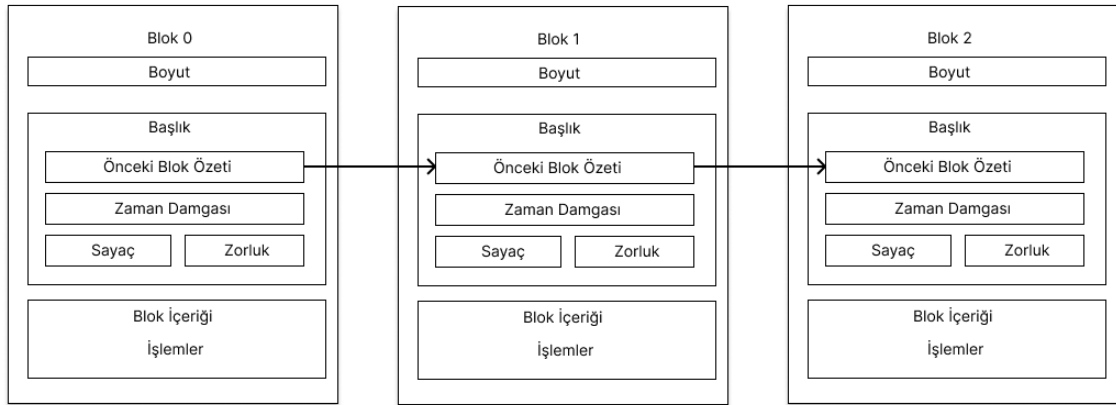 Blok 0
Boyut
Başlık
Önceki Blok Özeti
Zaman Damgası
Sayaç
Zorluk
Blok İçeriği
İşlemler
Blok 1
Boyut
Başlık
Önceki Blok Özeti
Zaman Damgası
Sayaç
Zorluk
Blok İçeriği
İşlemler
Blok 2
Boyut
Başlık
Önceki Blok Özeti
Zaman Damgası
Sayaç
Zorluk
Blok İçeriği
İşlemler